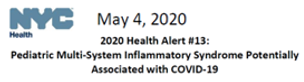 NYC
Health
May 4, 2020
2020 Health Alert #13:
Pediatric Multi-System Inflammatory Syndrome Potentially
Associated with COVID-19